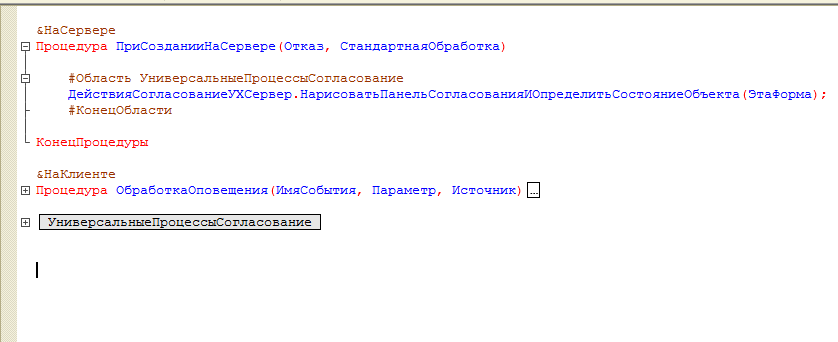 &НаСервере
Процедура ПриСозданииНаСервере(Отказ, СтандартнаяОбработка)
#Область УниверсальныеПроцессыСогласование
ДействияСогласованиеУХСервер.НарисоватьПанельСогласованияИОпределитьСостояниеОбъекта(ЭтаФорма);
#КонецОбласти
КонецПроцедуры
&НаКлиенте
Процедура ОбработкаОповещения(ИмяСобытия, Параметр, Источник) ...
УниверсальныеПроцессыСогласование